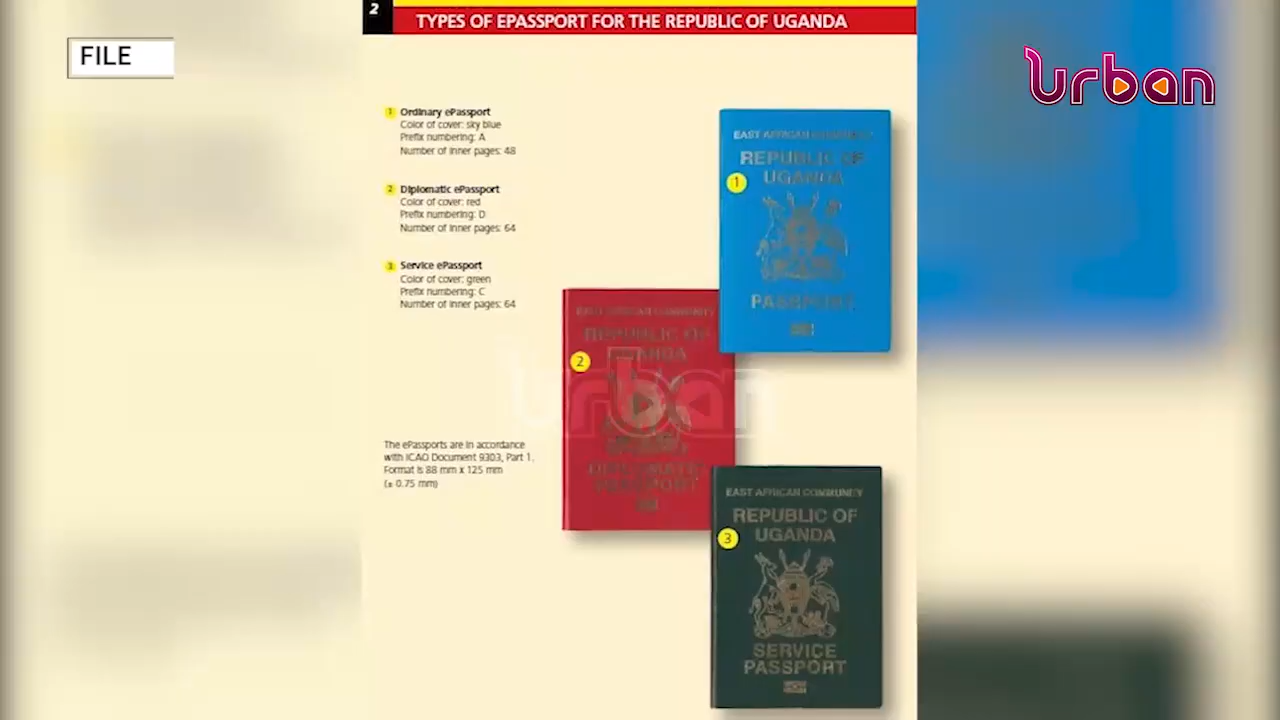 2
TYPES OF EPASSPORT FOR THE REPUBLIC OF UGANDA
FILE
urban
1 Ordinary ePassport
Color of cover: sky blue
Prefix numbering: A
Number of inner pages: 48
2 Diplomatic ePassport
Color of cover: red
Prefix numbering: D
Number of inner pages: 64
3 Service ePassport
Color of cover: green
Prefix numbering: C
Number of inner pages: 64
The ePassports are in accordance
with ICAO Document 9303, Part 1.
Format is 88 mm x 125 mm
(± 0.75 mm)
EAST AFRICAN COMMUNITY
REPUBLIC OF
UGANDA
1
PASSPORT
EAST AFRICAN COMMUNITY
REPUBLIC OF
UGANDA
2
urban
DIPLOMATIC
PASSPORT
EAST AFRICAN COMMUNITY
REPUBLIC OF
UGANDA
3
SERVICE
PASSPORT